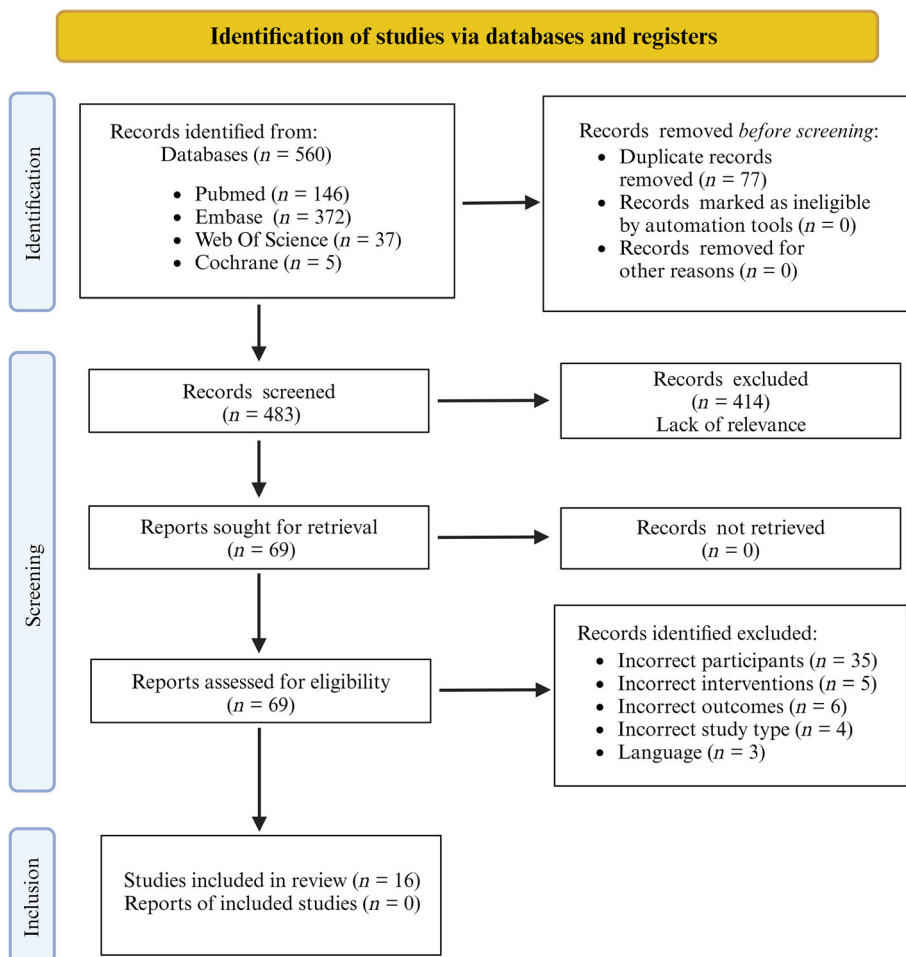 Identification of studies via databases and registers
Identification
Records identified from:
Databases (n = 560)
• Pubmed (n = 146)
• Embase (n = 372)
• Web Of Science (n = 37)
• Cochrane (n = 5)
Records removed before screening:
• Duplicate records
removed (n = 77)
• Records marked as ineligible
by automation tools (n = 0)
• Records removed for
other reasons (n = 0)
Screening
Records screened
(n = 483)
Records excluded
(n = 414)
Lack of relevance
Reports sought for retrieval
(n = 69)
Records not retrieved
(n = 0)
Reports assessed for eligibility
(n = 69)
Records identified excluded:
• Incorrect participants (n = 35)
• Incorrect interventions (n = 5)
• Incorrect outcomes (n = 6)
• Incorrect study type (n = 4)
• Language (n = 3)
Inclusion
Studies included in review (n = 16)
Reports of included studies (n = 0)